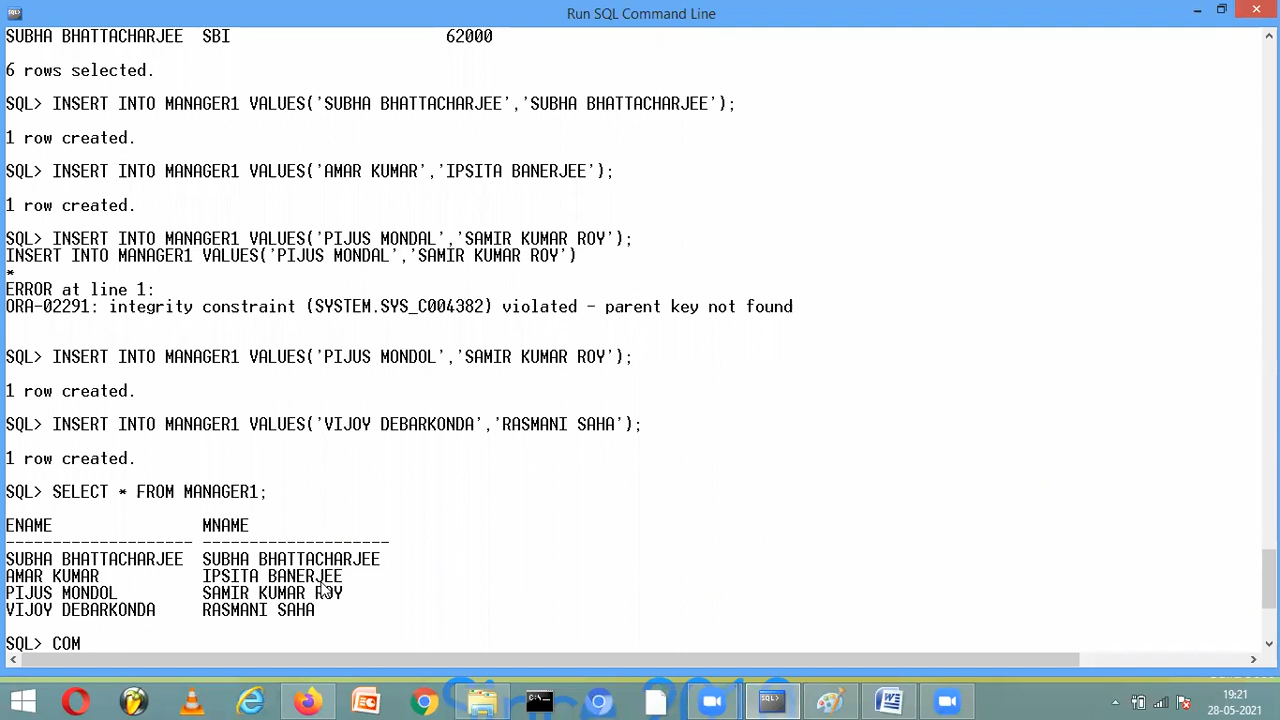 Run SQL Command Line
SUBHA BHATTACHARJEE  SBI                       62000
6 rows selected.
SQL> INSERT INTO MANAGER1 VALUES('SUBHA BHATTACHARJEE','SUBHA BHATTACHARJEE');
1 row created.
SQL> INSERT INTO MANAGER1 VALUES('AMAR KUMAR','IPSITA BANERJEE');
1 row created.
SQL> INSERT INTO MANAGER1 VALUES('PIJUS MONDAL','SAMIR KUMAR ROY');
INSERT INTO MANAGER1 VALUES('PIJUS MONDAL','SAMIR KUMAR ROY')
*
ERROR at line 1:
ORA-02291: integrity constraint (SYSTEM.SYS_C004382) violated - parent key not found
SQL> INSERT INTO MANAGER1 VALUES('PIJUS MONDOL','SAMIR KUMAR ROY');
1 row created.
SQL> INSERT INTO MANAGER1 VALUES('VIJOY DEBARKONDA','RASMANI SAHA');
1 row created.
SQL> SELECT * FROM MANAGER1;
ENAME                MNAME
-------------------- --------------------
SUBHA BHATTACHARJEE  SUBHA BHATTACHARJEE
AMAR KUMAR           IPSITA BANERJEE
PIJUS MONDOL         SAMIR KUMAR ROY
VIJOY DEBARKONDA     RASMANI SAHA
SQL> COM
19:21
28-05-2021